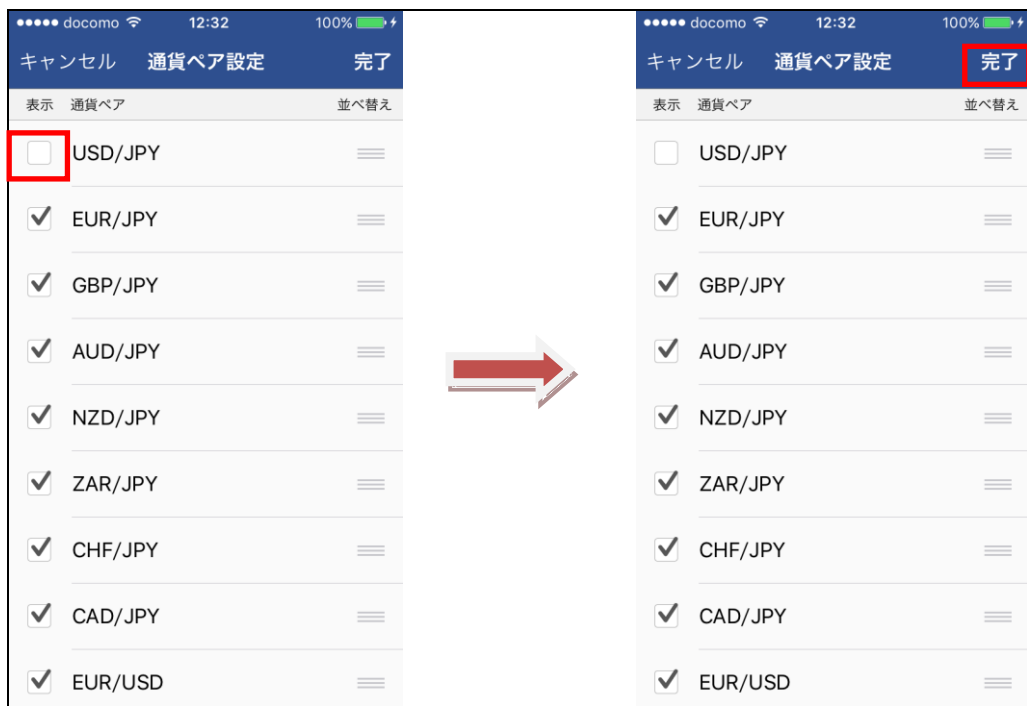 docomo 12:32 100%
キャンセル 通貨ペア設定 完了
表示 通貨ペア 並べ替え
USD/JPY
EUR/JPY
GBP/JPY
AUD/JPY
NZD/JPY
ZAR/JPY
CHF/JPY
CAD/JPY
EUR/USD
docomo 12:32 100%
キャンセル 通貨ペア設定 完了
表示 通貨ペア 並べ替え
USD/JPY
EUR/JPY
GBP/JPY
AUD/JPY
NZD/JPY
ZAR/JPY
CHF/JPY
CAD/JPY
EUR/USD